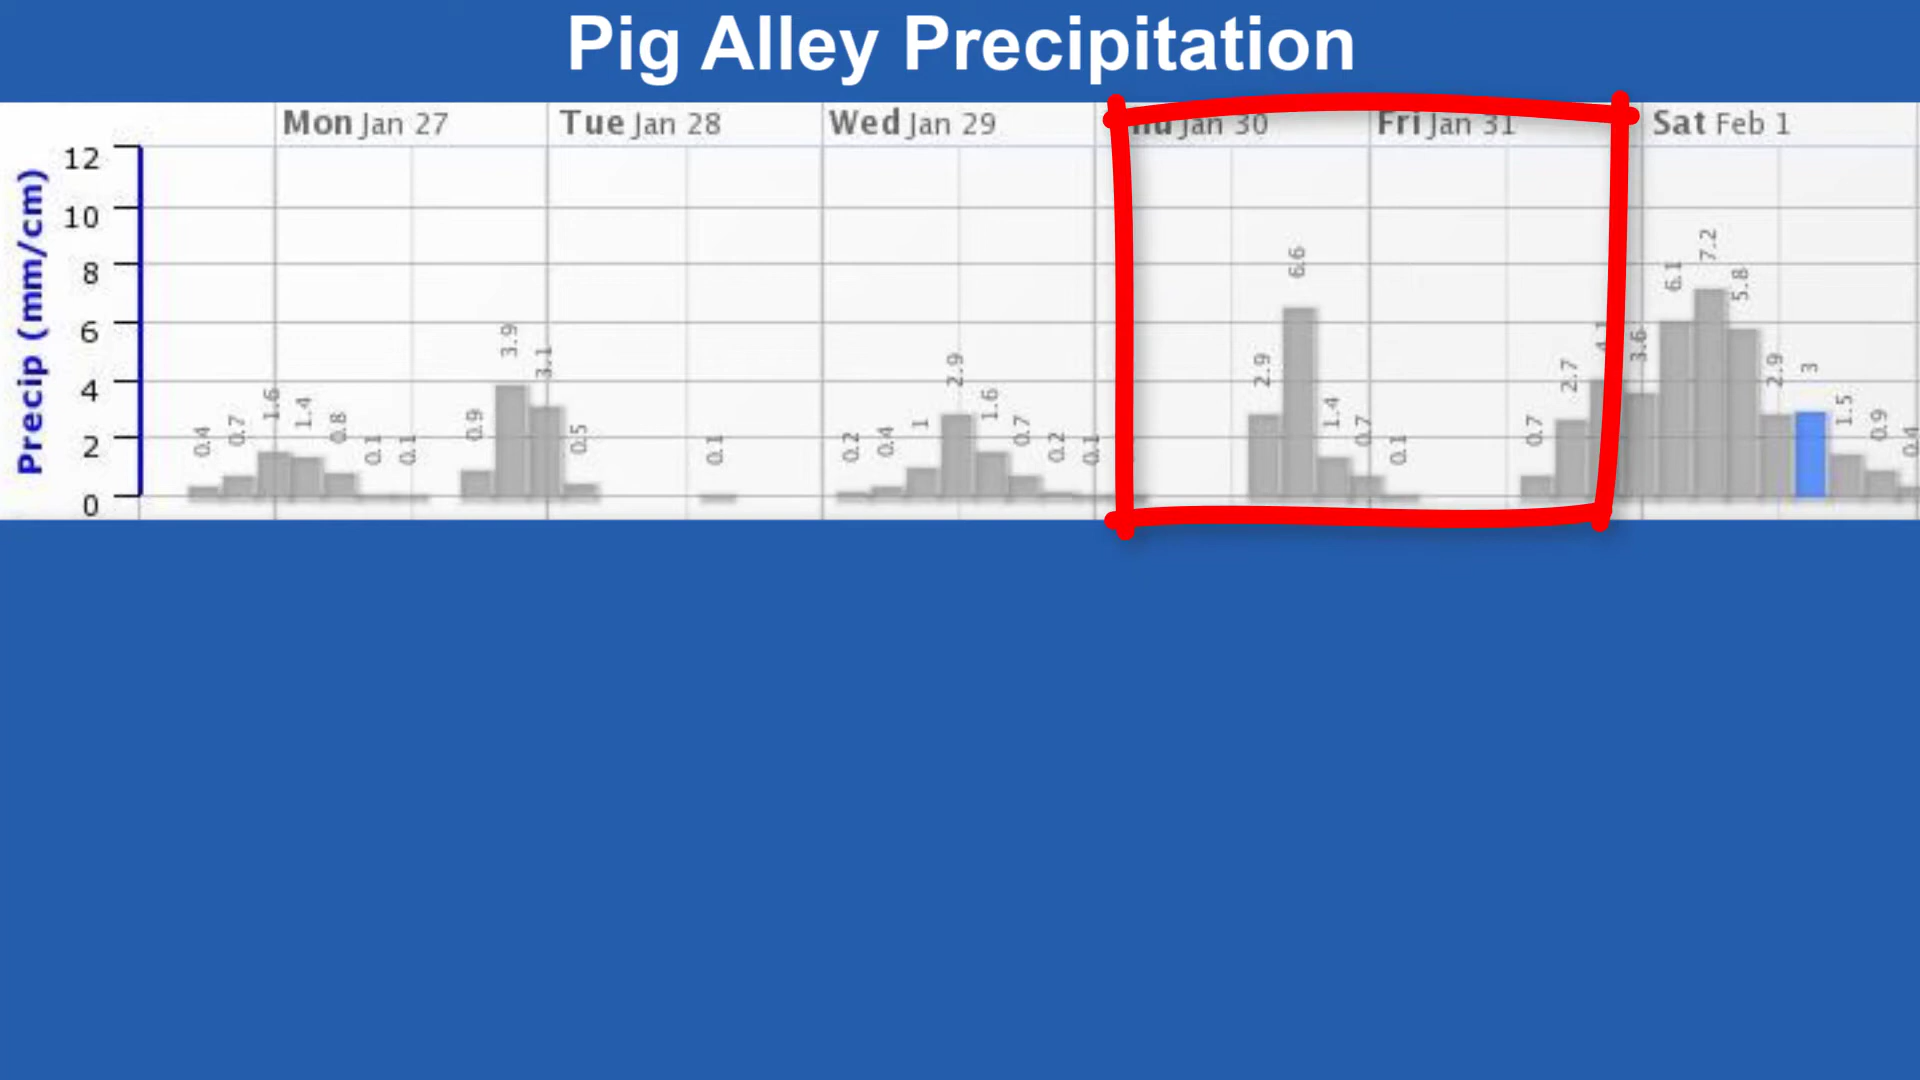 Pig Alley Precipitation
Mon Jan 27 Tue Jan 28 Wed Jan 29 Jan 30 Fri Jan 31 Sat Feb 1
Precip (mm/cm)
12
10
8
6
4
2
0
0.4 0.7 1.6 1.4 0.8 0.1 0.1 0.9 3.9 3.1 0.5 0.1 0.2 0.4 1 2.9 1.6 0.7 0.2 0.1 2.9 6.6 1.4 0.7 0.1 0.7 2.7 4.1 3.6 6.1 7.2 5.8 2.9 3 1.5 0.9 0.4